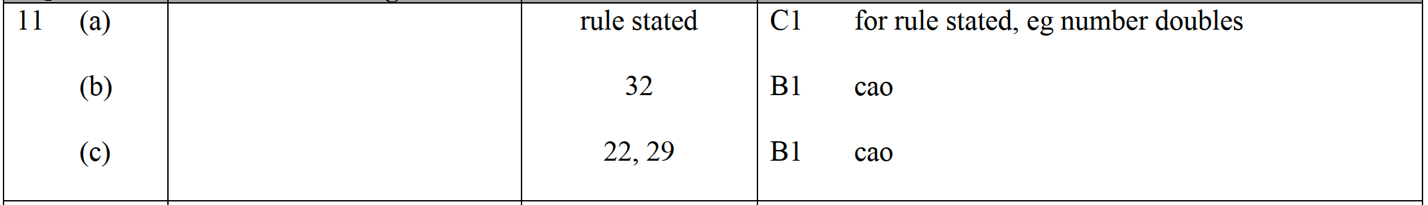 11 (a) rule stated C1 for rule stated, eg number doubles
(b) 32 B1 cao
(c) 22, 29 B1 cao